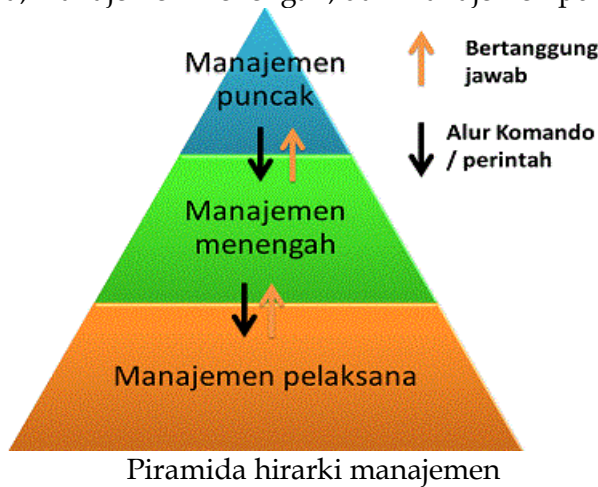 Manajemen
puncak
Bertanggung
jawab
Alur Komando
/ perintah
Manajemen
menengah
Manajemen pelaksana
Piramida hirarki manajemen